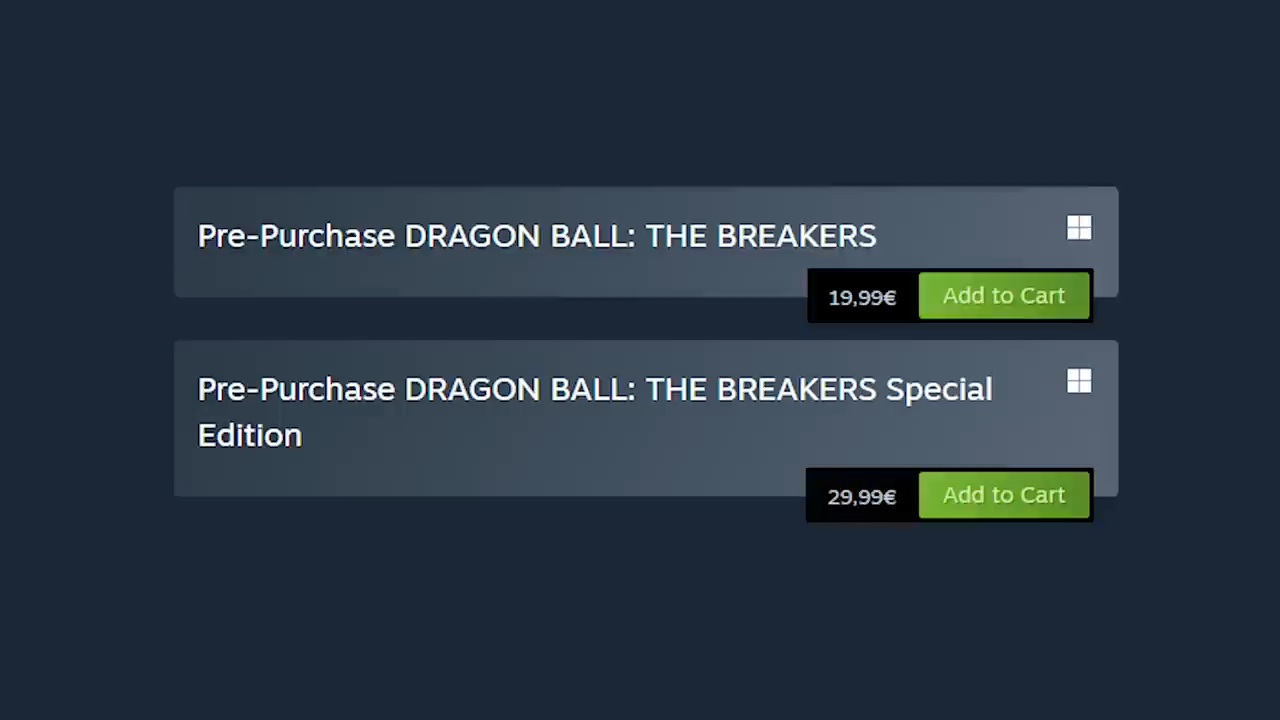 Pre-Purchase DRAGON BALL: THE BREAKERS
19,99€ Add to Cart
Pre-Purchase DRAGON BALL: THE BREAKERS Special
Edition
29,99€ Add to Cart